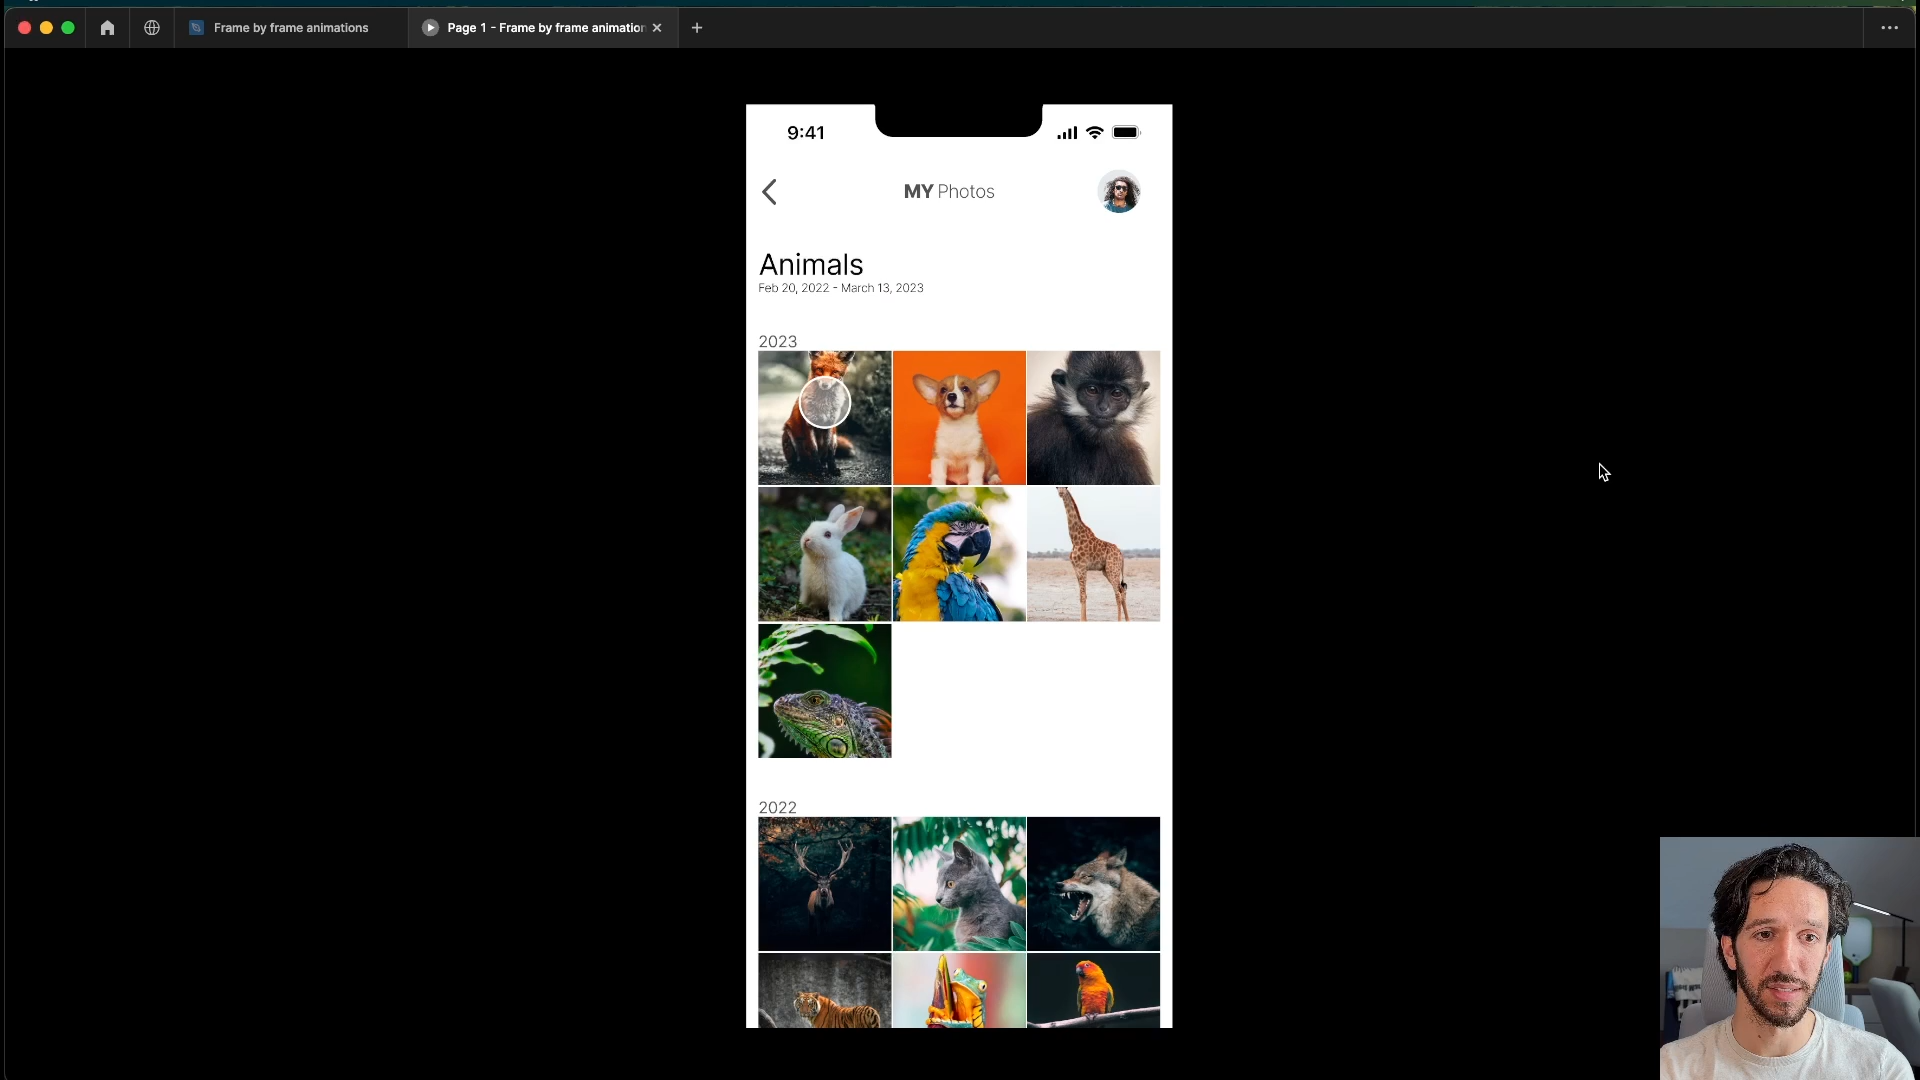 Frame by frame animations
Page 1 - Frame by frame animation
9:41
MY Photos
Animals
Feb 20, 2022 - March 13, 2023
2023
2022